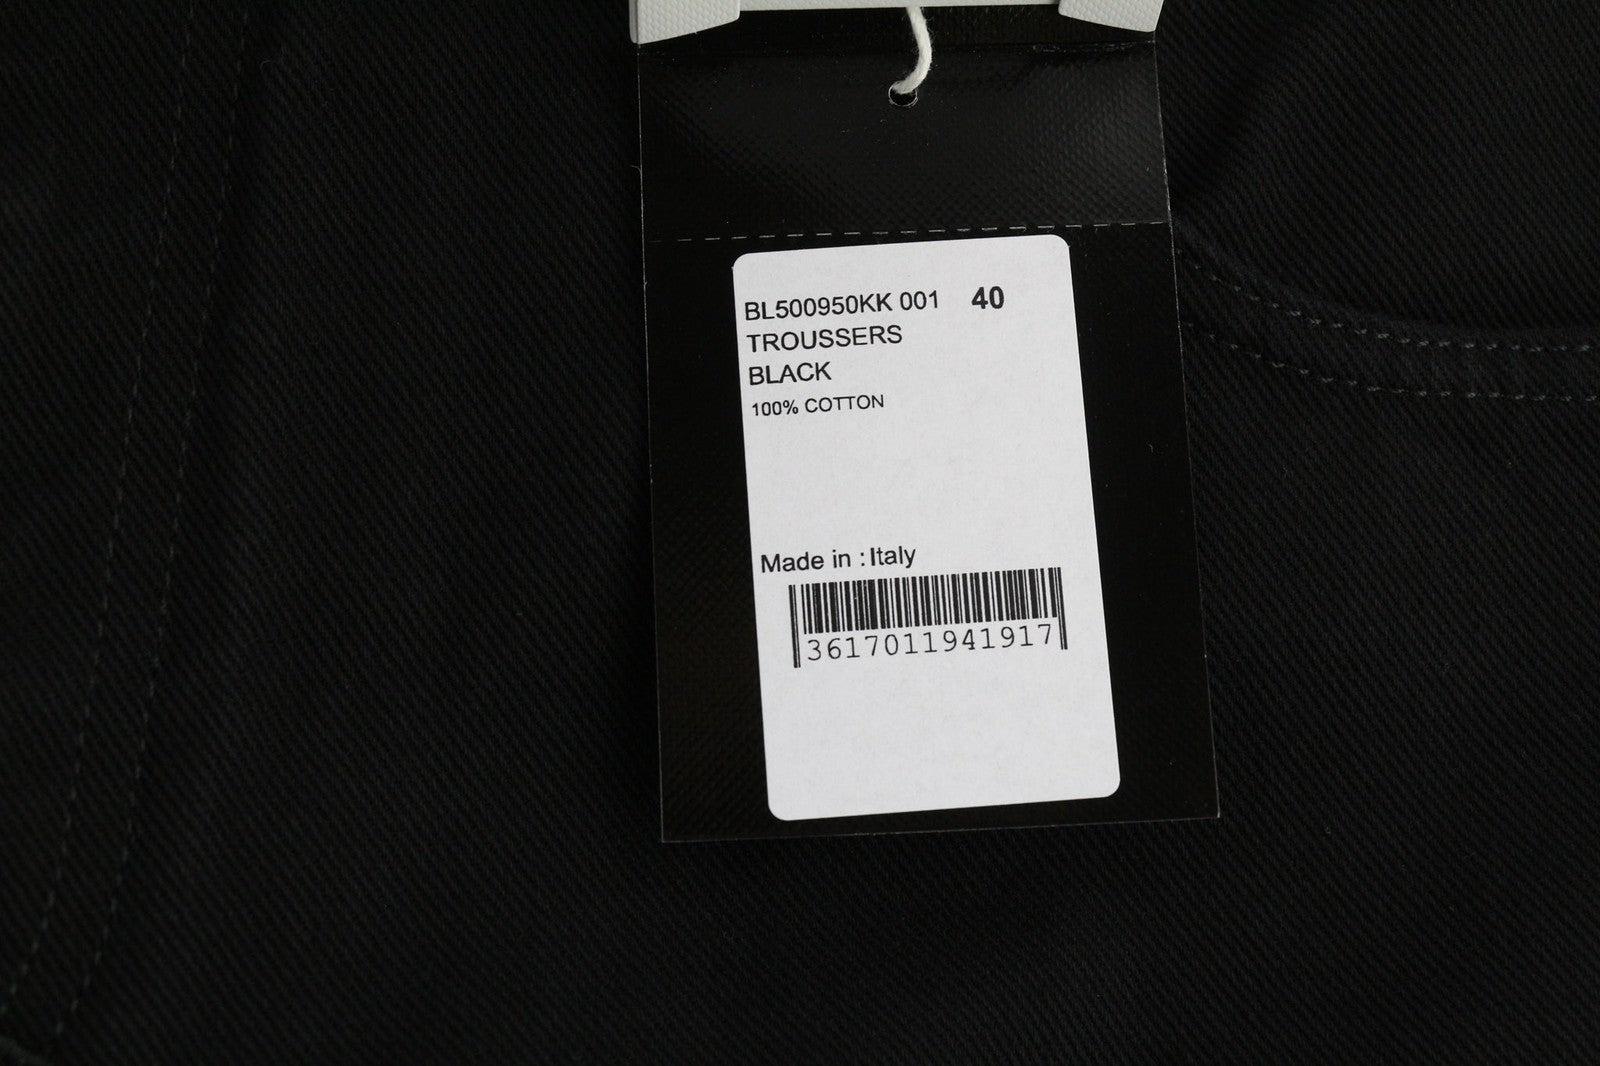 BL500950KK 001 40
TROUSSERS
BLACK
100% COTTON
Made in : Italy
3617011941917